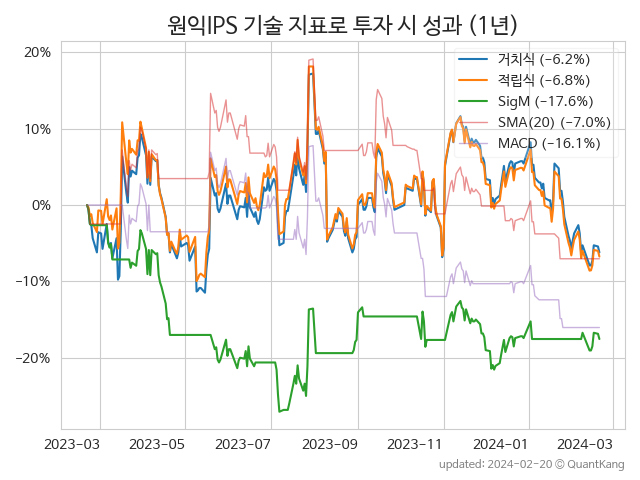 원익IPS 기술 지표로 투자 시 성과 (1년)
20%
10%
0%
−10%
−20%
거치식 (−6.2%)
적립식 (−6.8%)
SigM (−17.6%)
SMA(20) (−7.0%)
MACD (−16.1%)
2023-03
2023-05
2023-07
2023-09
2023-11
2024-01
2024-03
updated: 2024-02-20 © QuantKang